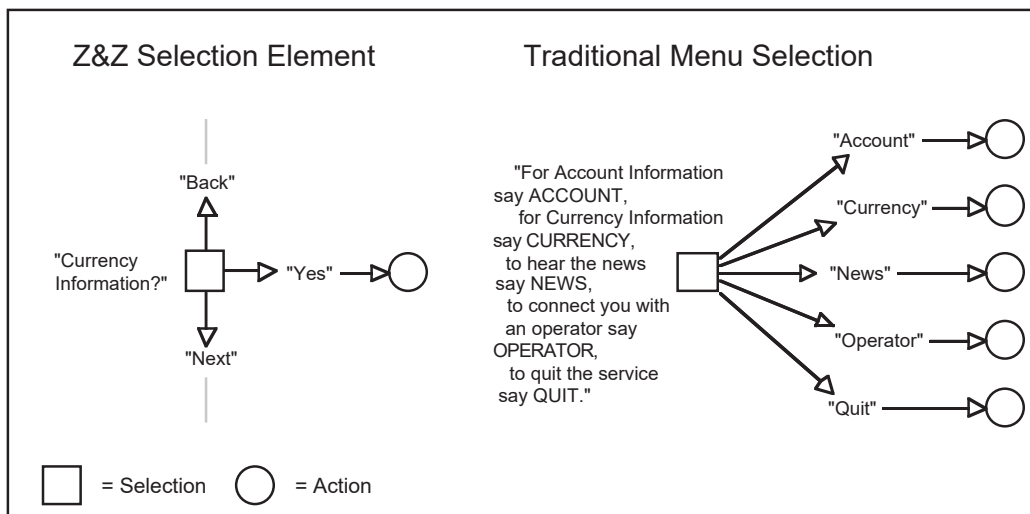 Z&Z Selection Element
"Back"
"Currency
Information?"
"Yes"
"Next"
Traditional Menu Selection
"For Account Information
say ACCOUNT,
for Currency Information
say CURRENCY,
to hear the news
say NEWS,
to connect you with
an operator say
OPERATOR,
to quit the service
say QUIT."
"Account"
"Currency"
"News"
"Operator"
"Quit"
= Selection
= Action